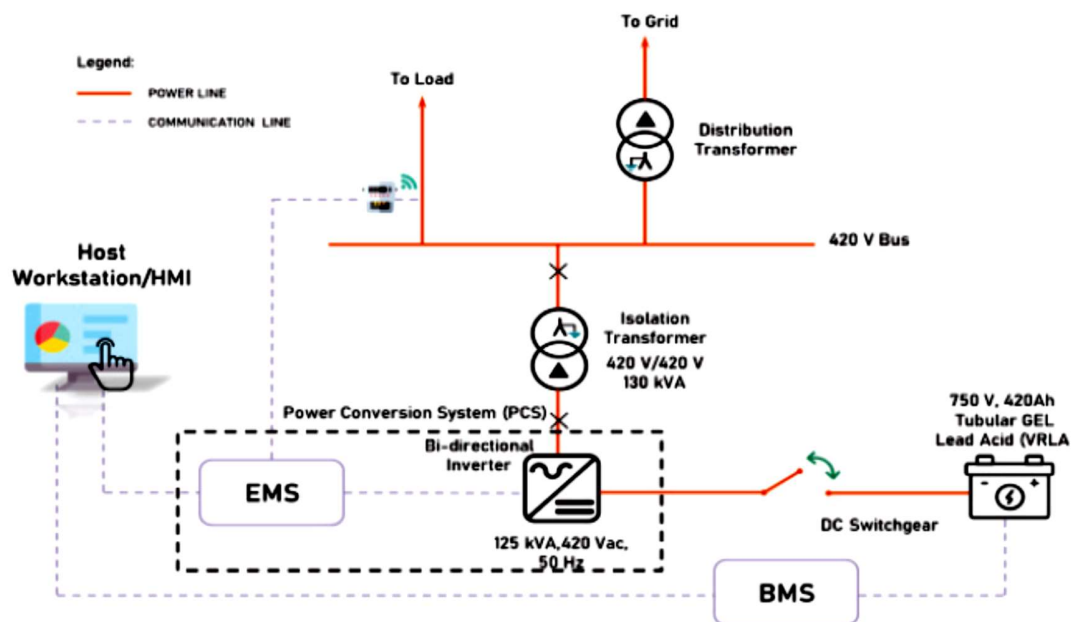 To Grid
Legend:
To Load
POWER LINE
COMMUNICATION LINE
Distribution
Transformer
420 V Bus
Host
Workstation/HMI
Isolation
Transformer
420 V/420 V
130 kVA
Power Conversion System (PCS)
Bi-directional
Inverter
750 V, 420Ah
Tubular GEL
Lead Acid (VRLA
EMS
DC Switchgear
125 kVA,420 Vac,
50 Hz
BMS